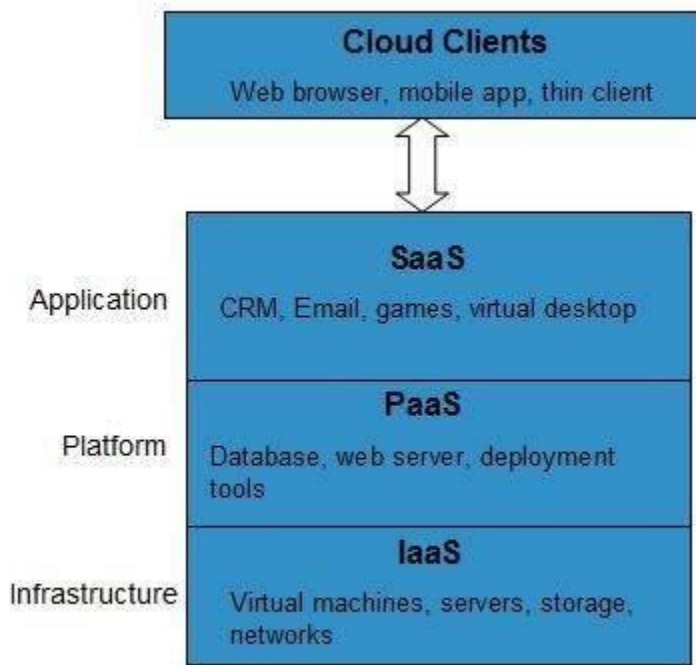 Cloud Clients
Web browser, mobile app, thin client
SaaS
Application
CRM, Email, games, virtual desktop
PaaS
Platform
Database, web server, deployment
tools
IaaS
Infrastructure
Virtual machines, servers, storage,
networks